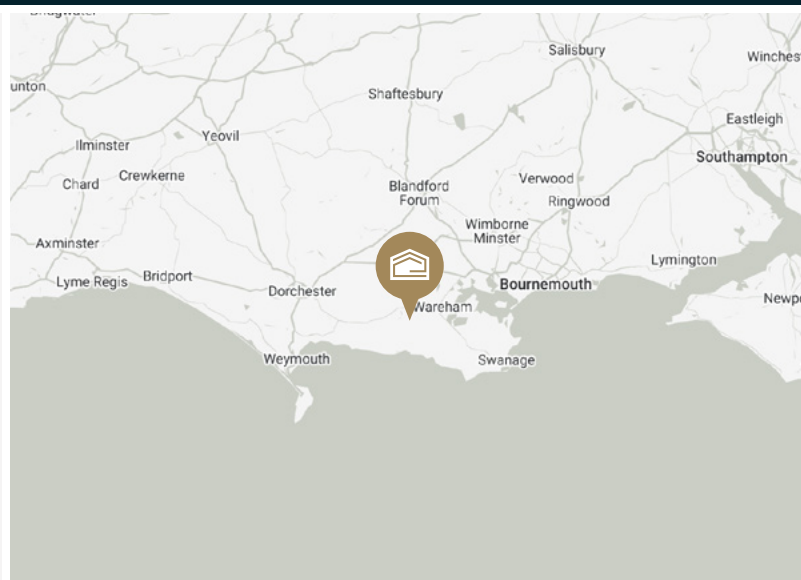 Salisbury
Shaftesbury
Eastleigh
Yeovil
Ilminster
Southampton
Crewkerne
Chard
Verwood
Blandford
Forum
Ringwood
Wimborne
Minster
Axminster
Lymington
Bridport
Lyme Regis
Bournemouth
Dorchester
Wareham
Weymouth
Swanage